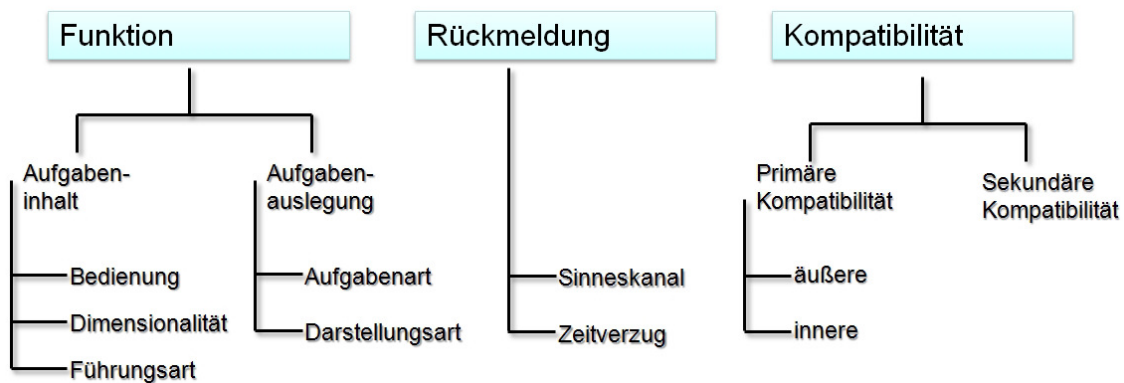 Funktion
Aufgaben-
inhalt
Bedienung
Dimensionalität
Führungsart
Aufgaben-
auslegung
Aufgabenart
Darstellungsart
Rückmeldung
Sinneskanal
Zeitverzug
Kompatibilität
Primäre
Kompatibilität
äußere
innere
Sekundäre
Kompatibilität